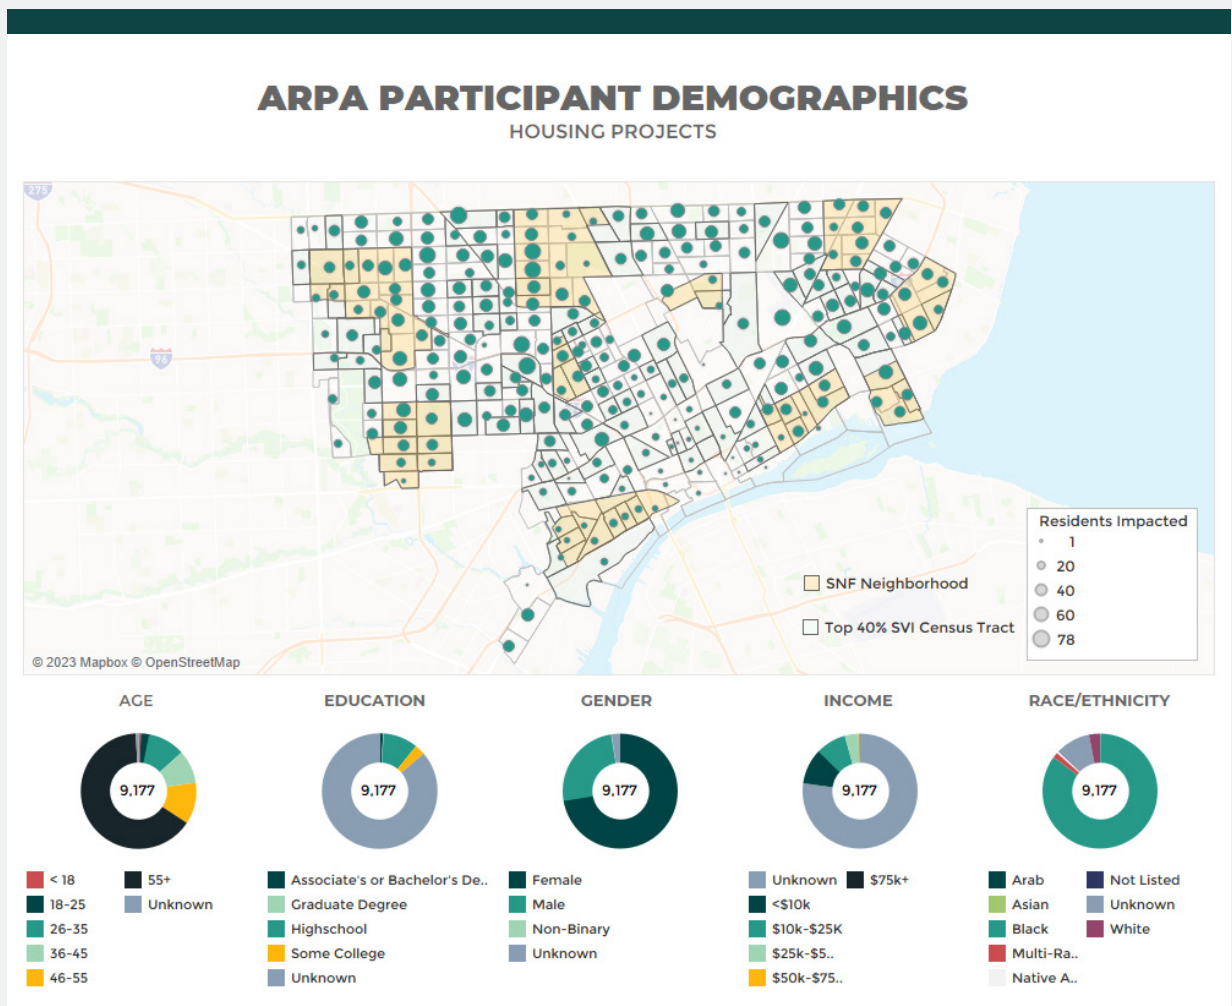 ARPA PARTICIPANT DEMOGRAPHICS
HOUSING PROJECTS
275
96
SNF Neighborhood
Top 40% SVI Census Tract
Residents Impacted
1
20
40
60
78
© 2023 Mapbox © OpenStreetMap
AGE
EDUCATION
GENDER
INCOME
RACE/ETHNICITY
9,177
9,177
9,177
9,177
9,177
< 18
18-25
26-35
36-45
46-55
55+
Unknown
Associate's or Bachelor's De..
Graduate Degree
Highschool
Some College
Unknown
Female
Male
Non-Binary
Unknown
Unknown
<$10k
$10k-$25K
$25k-$5..
$50k-$75..
$75k+
Arab
Asian
Black
Multi-Ra..
Native A..
Not Listed
Unknown
White